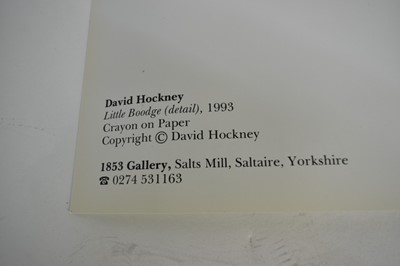 David Hockney
Little Boodge (detail), 1993
Crayon on Paper
Copyright © David Hockney
1853 Gallery, Salts Mill, Saltaire, Yorkshire
☎ 0274 531163